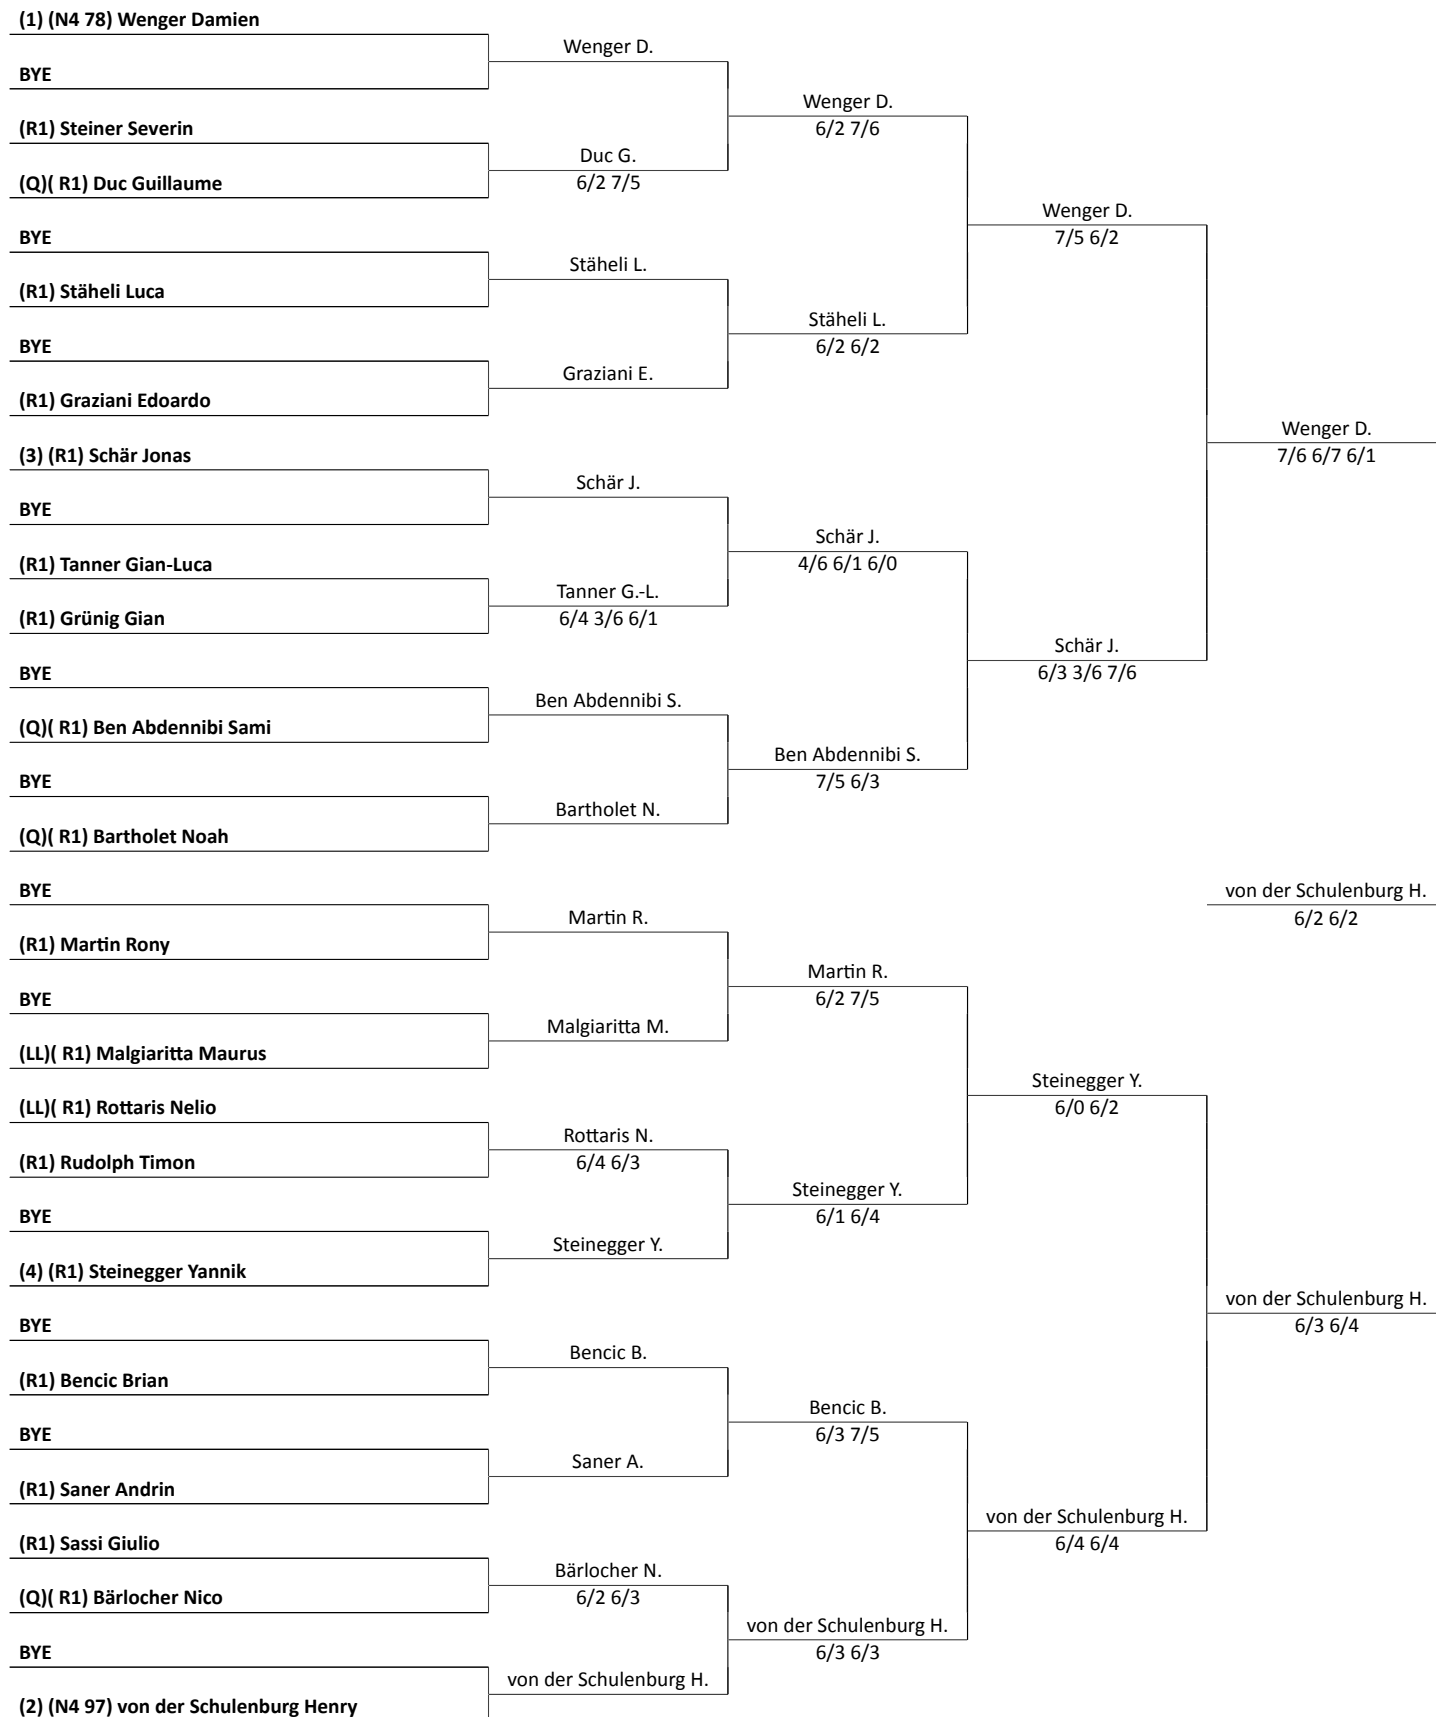 (1) (N4 78) Wenger Damien
BYE
(R1) Steiner Severin
(Q)( R1) Duc Guillaume
BYE
(R1) Stäheli Luca
BYE
(R1) Graziani Edoardo
(3) (R1) Schär Jonas
BYE
(R1) Tanner Gian-Luca
(R1) Grünig Gian
BYE
(Q)( R1) Ben Abdennibi Sami
BYE
(Q)( R1) Bartholet Noah
BYE
(R1) Martin Rony
BYE
(LL)( R1) Malgiaritta Maurus
(LL)( R1) Rottaris Nelio
(R1) Rudolph Timon
BYE
(4) (R1) Steinegger Yannik
BYE
(R1) Bencic Brian
BYE
(R1) Saner Andrin
(R1) Sassi Giulio
(Q)( R1) Bärlocher Nico
BYE
(2) (N4 97) von der Schulenburg Henry
Wenger D.
Duc G.
6/2 7/5
Stäheli L.
Graziani E.
Schär J.
Tanner G.-L.
6/4 3/6 6/1
Ben Abdennibi S.
Bartholet N.
Martin R.
Malgiaritta M.
Rottaris N.
6/4 6/3
Steinegger Y.
Bencic B.
Saner A.
Bärlocher N.
6/2 6/3
von der Schulenburg H.
Wenger D.
6/2 7/6
Stäheli L.
6/2 6/2
Schär J.
4/6 6/1 6/0
Ben Abdennibi S.
7/5 6/3
Martin R.
6/2 7/5
Steinegger Y.
6/1 6/4
Bencic B.
6/3 7/5
von der Schulenburg H.
6/3 6/3
Wenger D.
7/5 6/2
Schär J.
6/3 3/6 7/6
Steinegger Y.
6/0 6/2
von der Schulenburg H.
6/4 6/4
Wenger D.
7/6 6/7 6/1
von der Schulenburg H.
6/2 6/2
von der Schulenburg H.
6/3 6/4